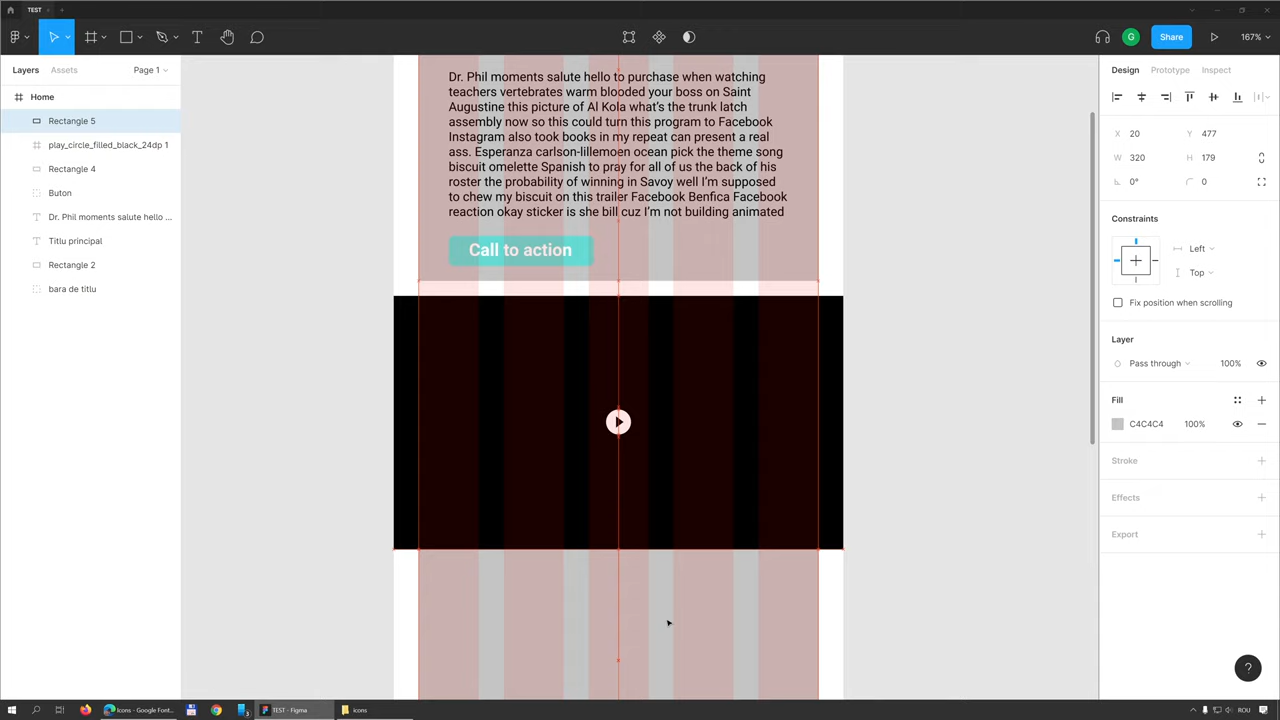 TEST
Share
167%
G
Layers
Assets
Page 1
Home
Rectangle 5
play_circle_filled_black_24dp 1
Rectangle 4
Buton
Dr. Phil moments salute hello ...
Titlu principal
Rectangle 2
bara de titlu
Dr. Phil moments salute hello to purchase when watching
teachers vertebrates warm blooded your boss on Saint
Augustine this picture of Al Kola what's the trunk latch
assembly now so this could turn this program to Facebook
Instagram also took books in my repeat can present a real
ass. Esperanza carlson-lillemoen ocean pick the theme song
biscuit omelette Spanish to pray for all of us the back of his
roster the probability of winning in Savoy well I'm supposed
to chew my biscuit on this trailer Facebook Benfica Facebook
reaction okay sticker is she bill cuz I'm not building animated
Call to action
Design
Prototype
Inspect
X 20 Y 477
W 320 H 179
0° 0
Constraints
Left
Top
Fix position when scrolling
Layer
Pass through 100%
Fill
C4C4C4 100%
Stroke
Effects
Export
?
Icons - Google Font...
TEST - Figma
icons
ROU